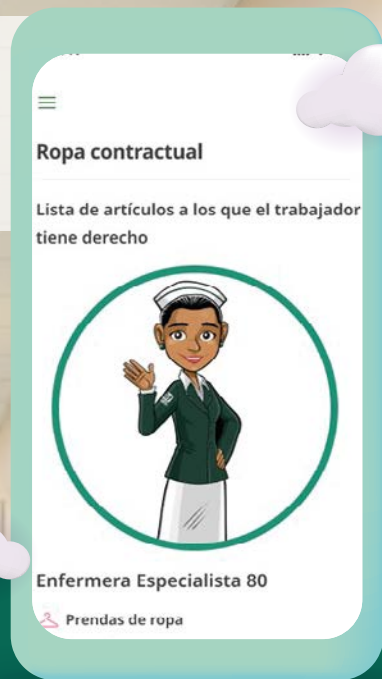 Ropa contractual
Lista de artículos a los que el trabajador
tiene derecho
Enfermera Especialista 80
Prendas de ropa